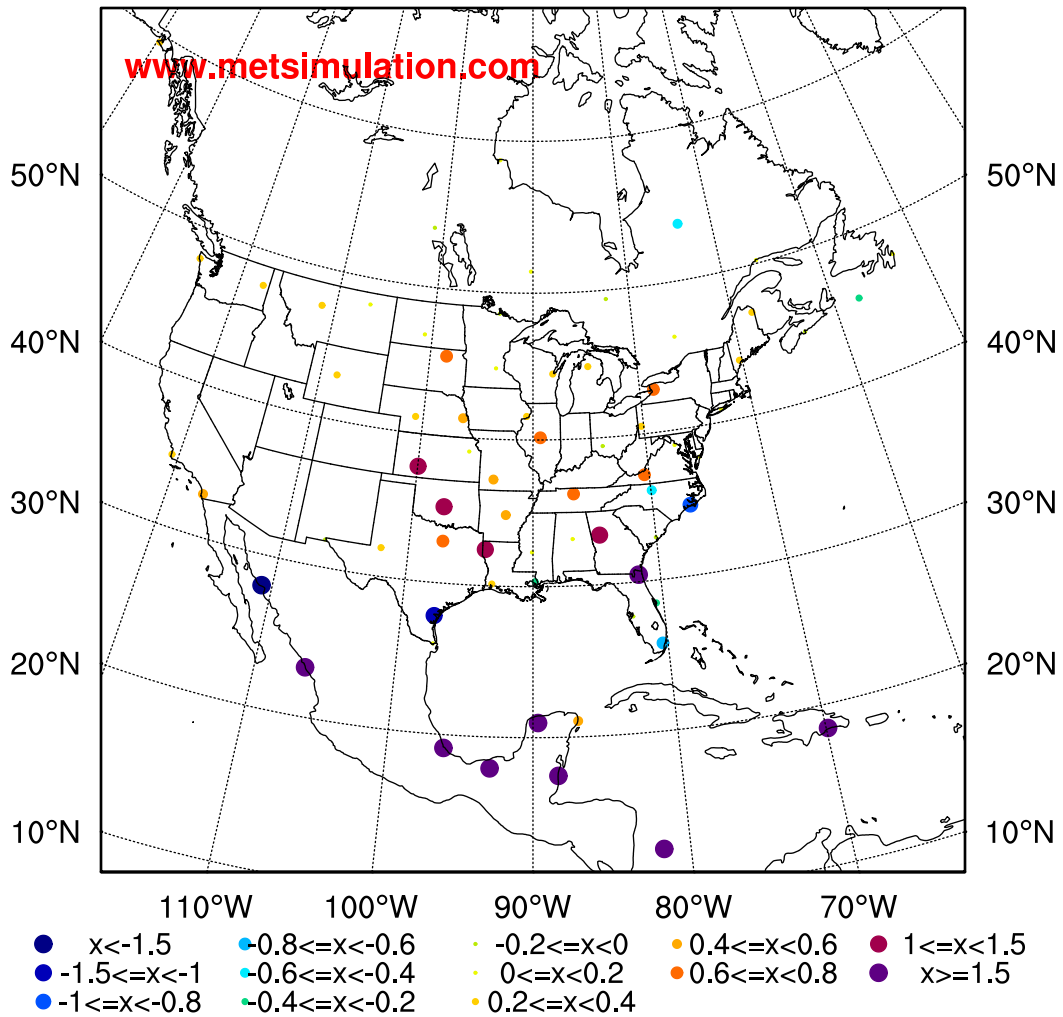 www.metsimulation.com
50°N 50°N
40°N 40°N
30°N 30°N
20°N 20°N
10°N 10°N
110°W 100°W 90°W 80°W 70°W
x<-1.5 -0.8<=x<-0.6 -0.2<=x<0 0.4<=x<0.6 1<=x<1.5
-1.5<=x<-1 -0.6<=x<-0.4 0<=x<0.2 0.6<=x<0.8 x>=1.5
-1<=x<-0.8 -0.4<=x<-0.2 0.2<=x<0.4